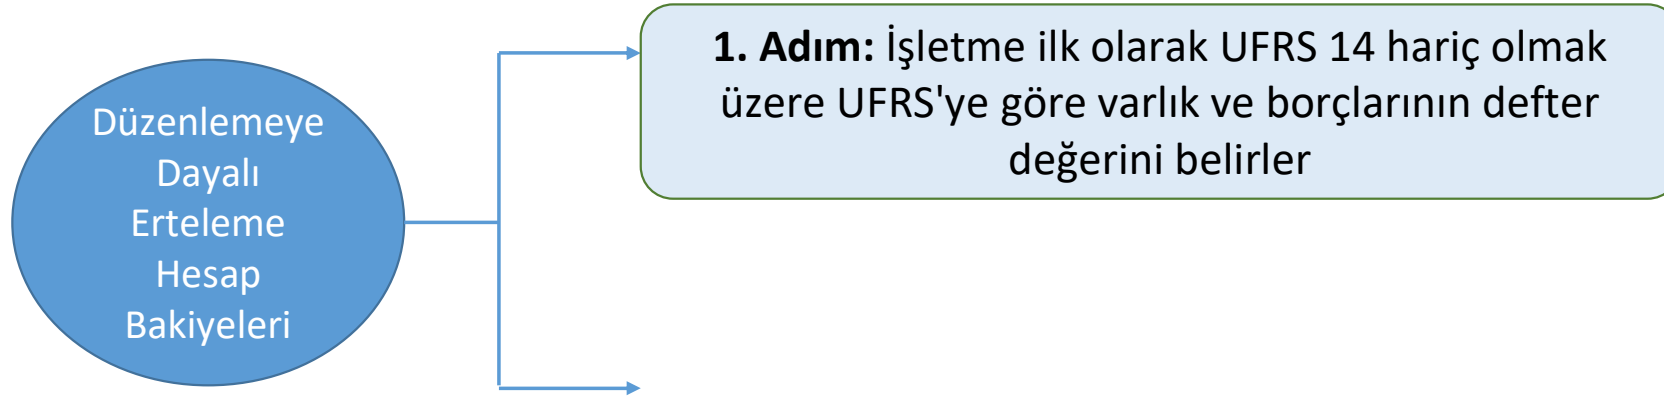 Düzenlemeye
Dayalı
Erteleme
Hesap
Bakiyeleri
1. Adım: İşletme ilk olarak UFRS 14 hariç olmak
üzere UFRS'ye göre varlık ve borçlarının defter
değerini belirler